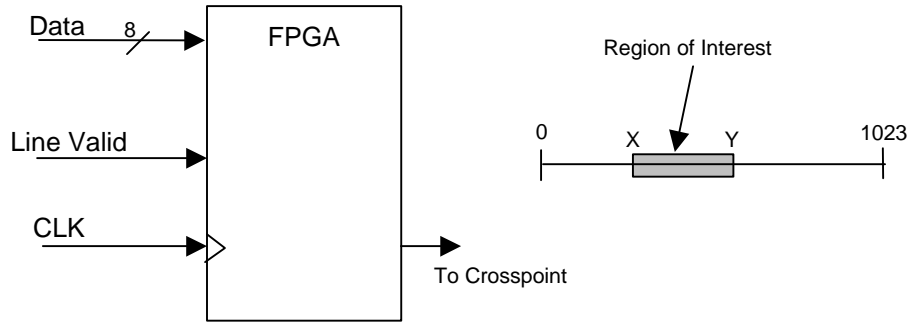 Data
8
FPGA
Line Valid
CLK
To Crosspoint
Region of Interest
0
X
Y
1023